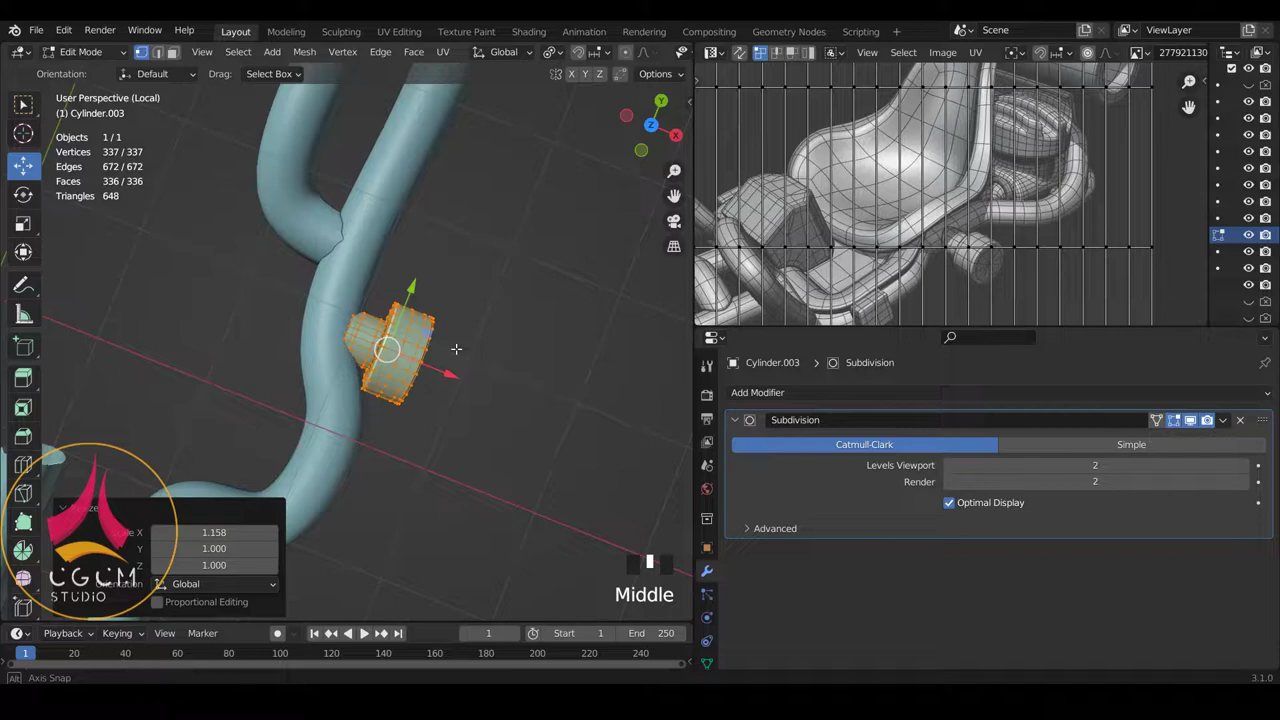 File Edit Render Window Help Layout Modeling Sculpting UV Editing Texture Paint Shading Animation Rendering Compositing Geometry Nodes Scripting Scene ViewLayer
Edit Mode View Select Add Mesh Vertex Edge Face UV Global View Select Image UV 277921130
Orientation: Default Drag: Select Box X Y Z Options
User Perspective (Local)
(1) Cylinder.003
Objects 1 / 1
Vertices 337 / 337
Edges 672 / 672
Faces 336 / 336
Triangles 648
Y
Z
X
Cylinder.003 Subdivision
Add Modifier
Subdivision
Catmull-Clark Simple
Levels Viewport 2
Render 2
Optimal Display
Advanced
X 1.158
Y 1.000
Z 1.000
Global
Proportional Editing
UGUM
STUDIO
Middle
Playback Keying View Marker 1 Start 1 End 250
1 20 40 60 80 100 120 140 160 180 200 220 240
Alt Axis Snap 3.1.0